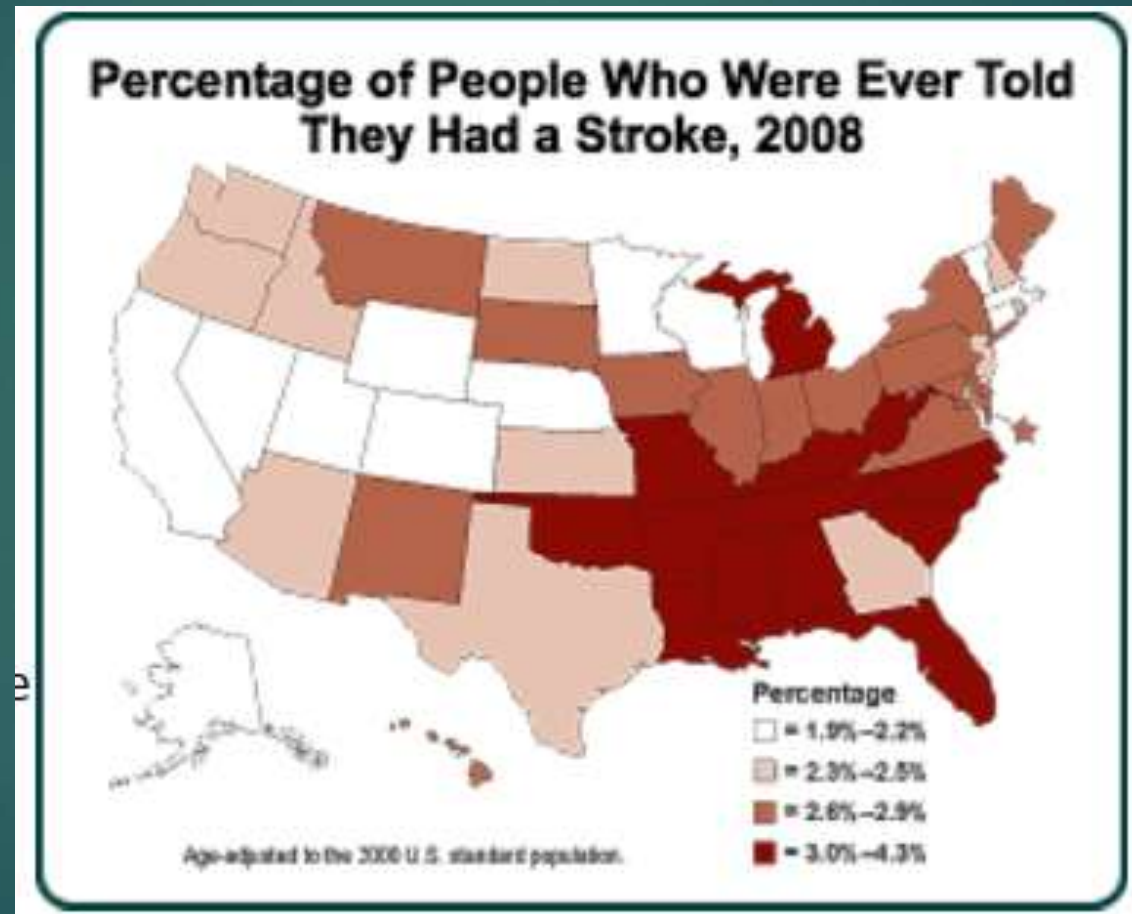 Percentage of People Who Were Ever Told
They Had a Stroke, 2008
e
Percentage
= 1.9%–2.2%
= 2.3%–2.5%
= 2.6%–2.9%
= 3.0%–4.3%
Age-adjusted to the 2000 U.S. standard population.